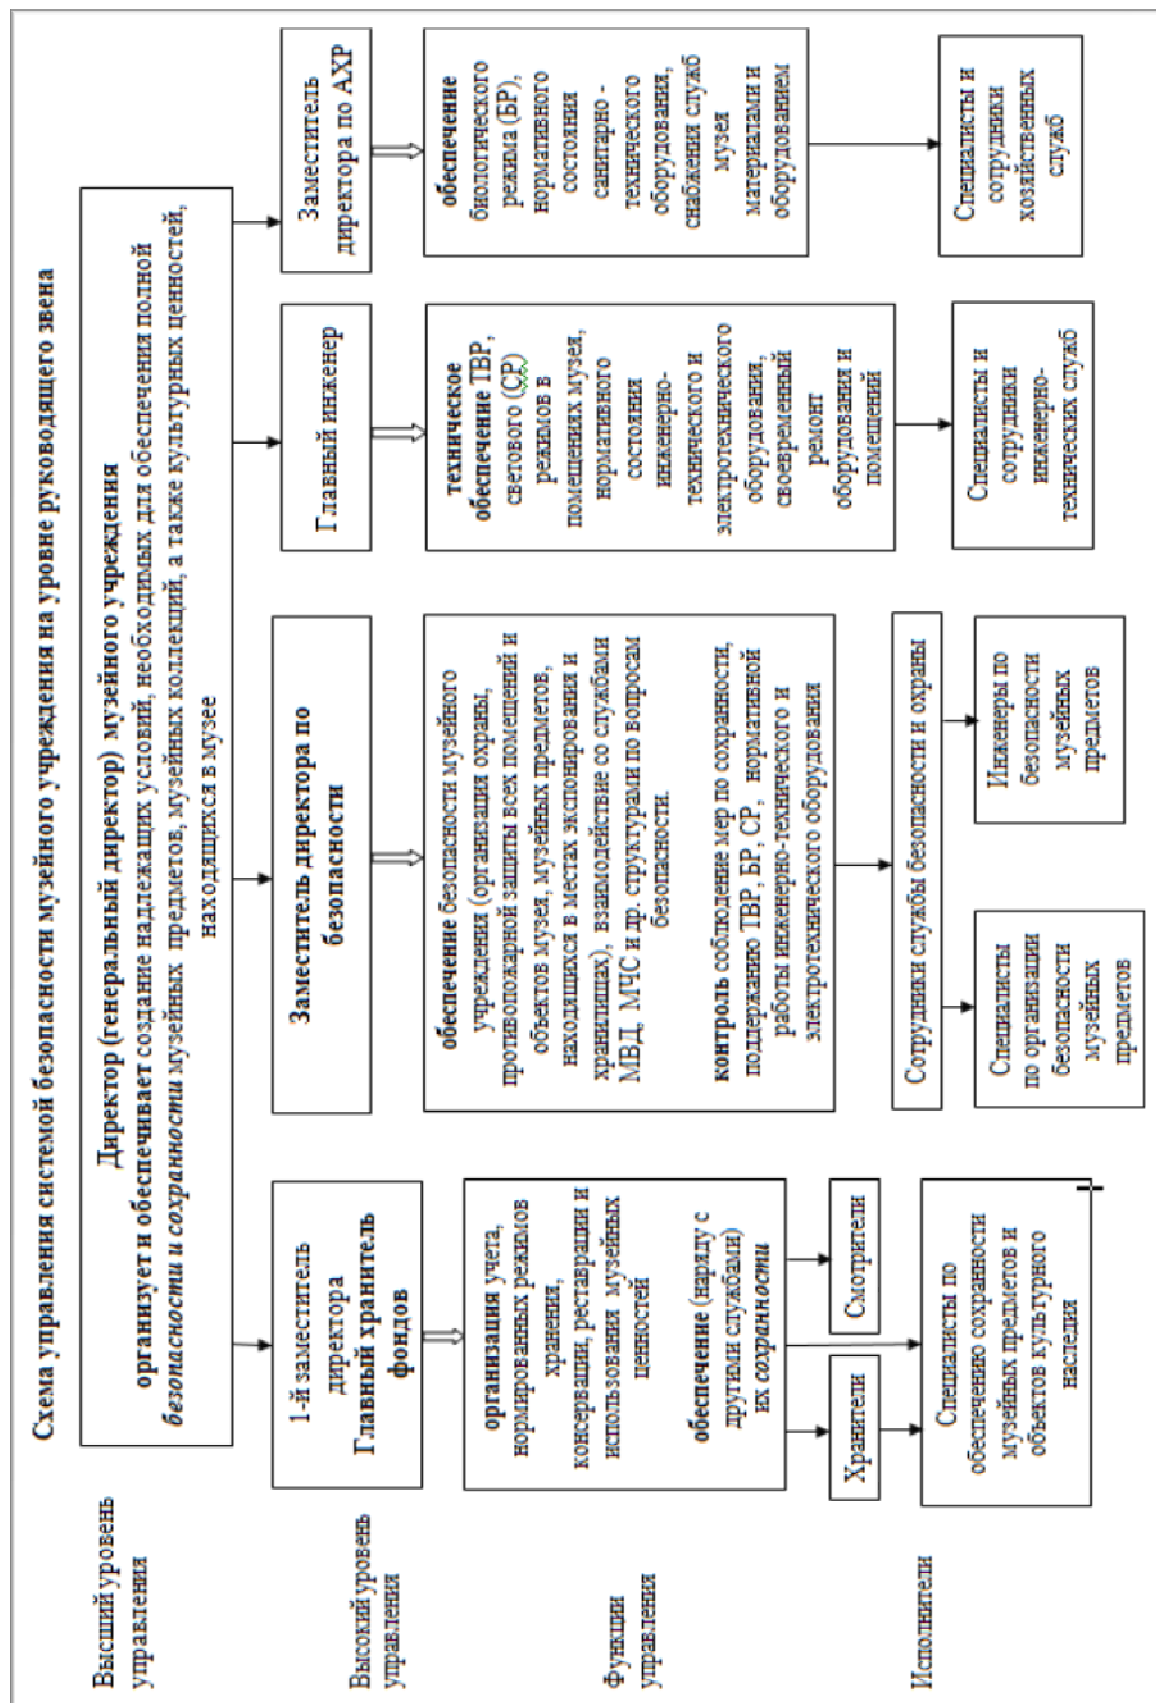 Схема управления системой безопасности музейного учреждения на уровне руководящего звена
Высший уровень
управления
Директор (генеральный директор) музейного учреждения
организует и обеспечивает создание надлежащих условий, необходимых для обеспечения полной
безопасности и сохранности музейных предметов, музейных коллекций, а также культурных ценностей,
находящихся в музее
Высокий уровень
управления
1-й заместитель
директора
Главный хранитель
фондов
Заместитель директора по
безопасности
Главный инженер
Заместитель
директора по АХР
Функции
управления
организация учета,
нормированных режимов
хранения,
консервации, реставрации и
использования музейных
ценностей
обеспечение (наряду с
другими службами)
их сохранности
обеспечение безопасности музейного
учреждения (организация охраны,
противопожарной защиты всех помещений и
объектов музея, музейных предметов,
находящихся в местах экспонирования и
хранилищах), взаимодействие со службами
МВД, МЧС и др. структурами по вопросам
безопасности.
контроль соблюдение мер по сохранности,
поддержанию ТВР, БР, СР, нормативной
работы инженерно-технического и
электротехнического оборудования
техническое
обеспечение ТВР,
светового (СР)
режимов в
помещениях музея,
нормативного
состояния
инженерно-
технического и
электротехнического
оборудования,
своевременный
ремонт
оборудования и
помещений
обеспечение
биологического
режима (БР),
нормативного
состояния
санитарно -
технического
оборудования,
снабжения служб
музея
материалами и
оборудованием
Исполнители
Хранители
Смотрители
Специалисты по
обеспечению сохранности
музейных предметов и
объектов культурного
наследия
Сотрудники службы безопасности и охраны
Специалисты
по организации
безопасности
музейных
предметов
Инженеры по
безопасности
музейных
предметов
Специалисты и
сотрудники
инженерно-
технических служб
Специалисты и
сотрудники
хозяйственных
служб